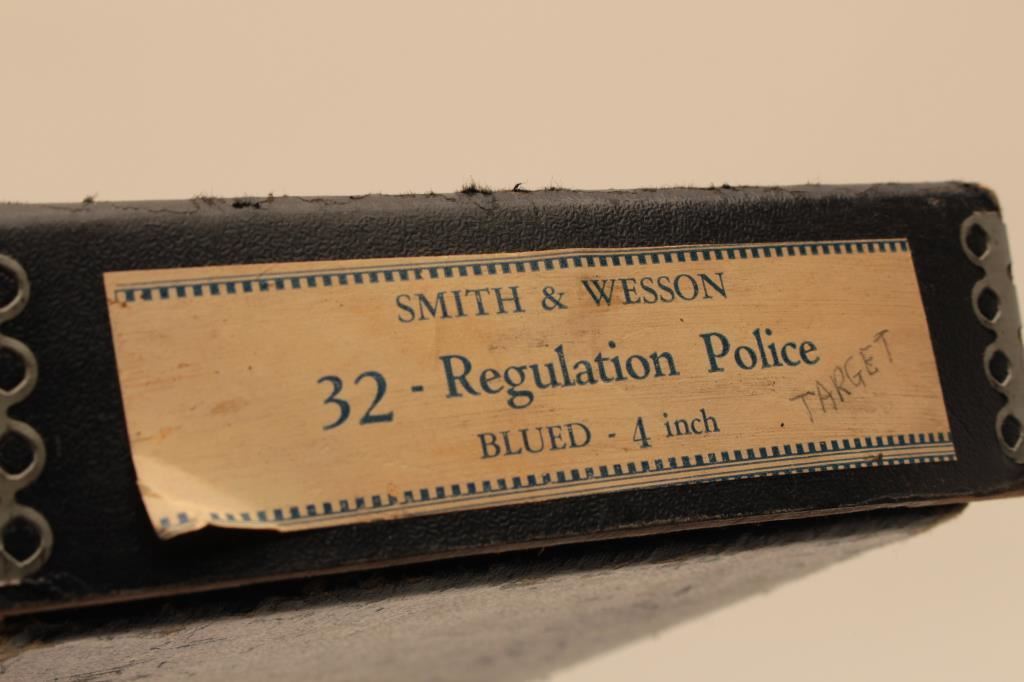 SMITH & WESSON
32 - Regulation Police
TARGET
BLUED - 4 inch